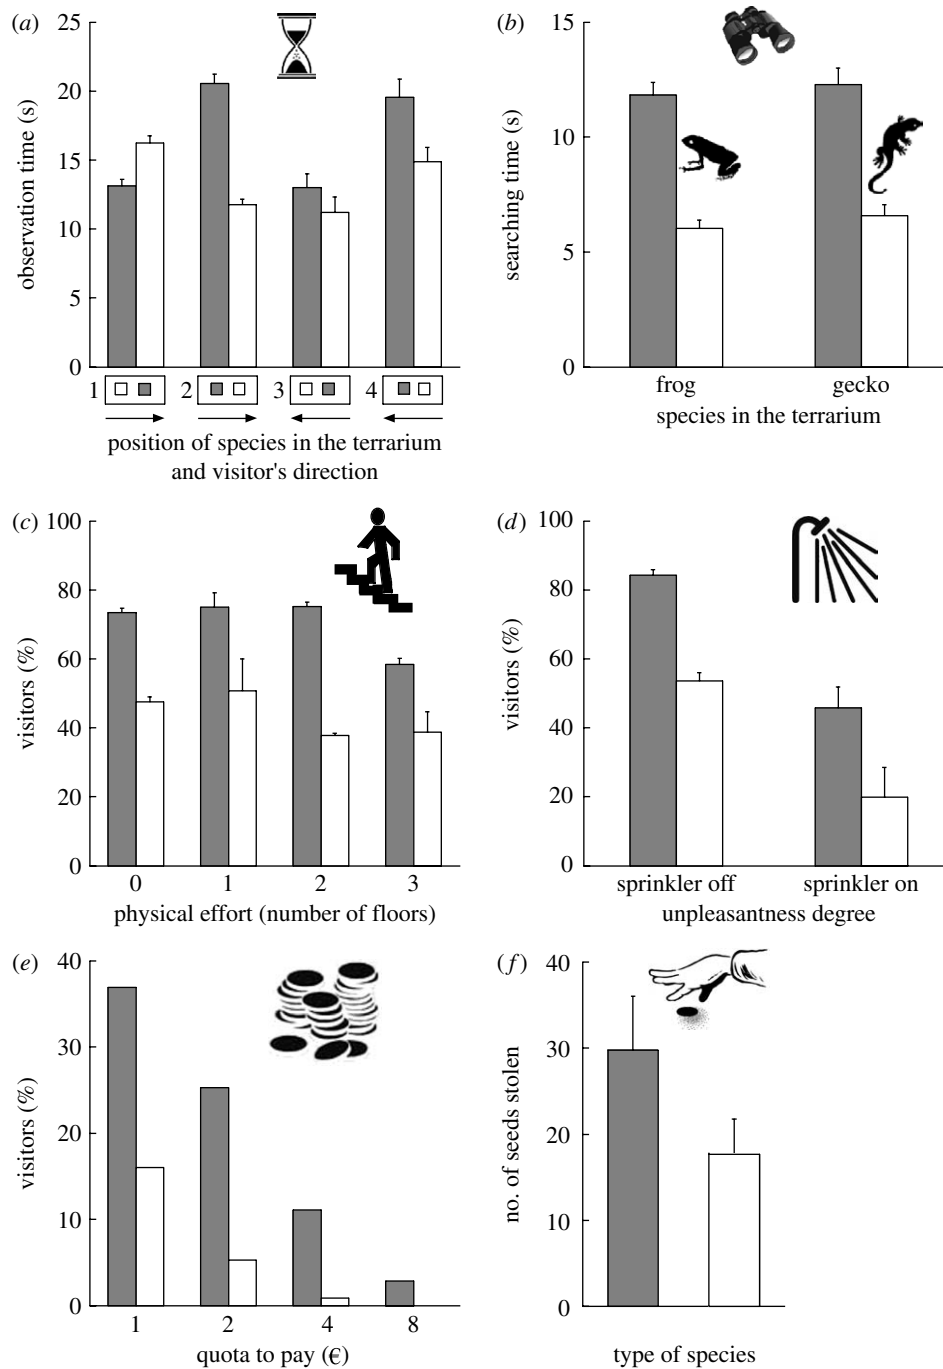 (a)
25
20
15
10
5
0
observation time (s)
1
2
3
4
position of species in the terrarium
and visitor's direction
(b)
15
10
5
0
searching time (s)
frog
gecko
species in the terrarium
(c)
100
80
60
40
20
0
visitors (%)
0
1
2
3
physical effort (number of floors)
(d)
100
80
60
40
20
0
visitors (%)
sprinkler off
sprinkler on
unpleasantness degree
(e)
40
30
20
10
0
visitors (%)
1
2
4
8
quota to pay (€)
(f)
40
30
20
10
0
no. of seeds stolen
type of species